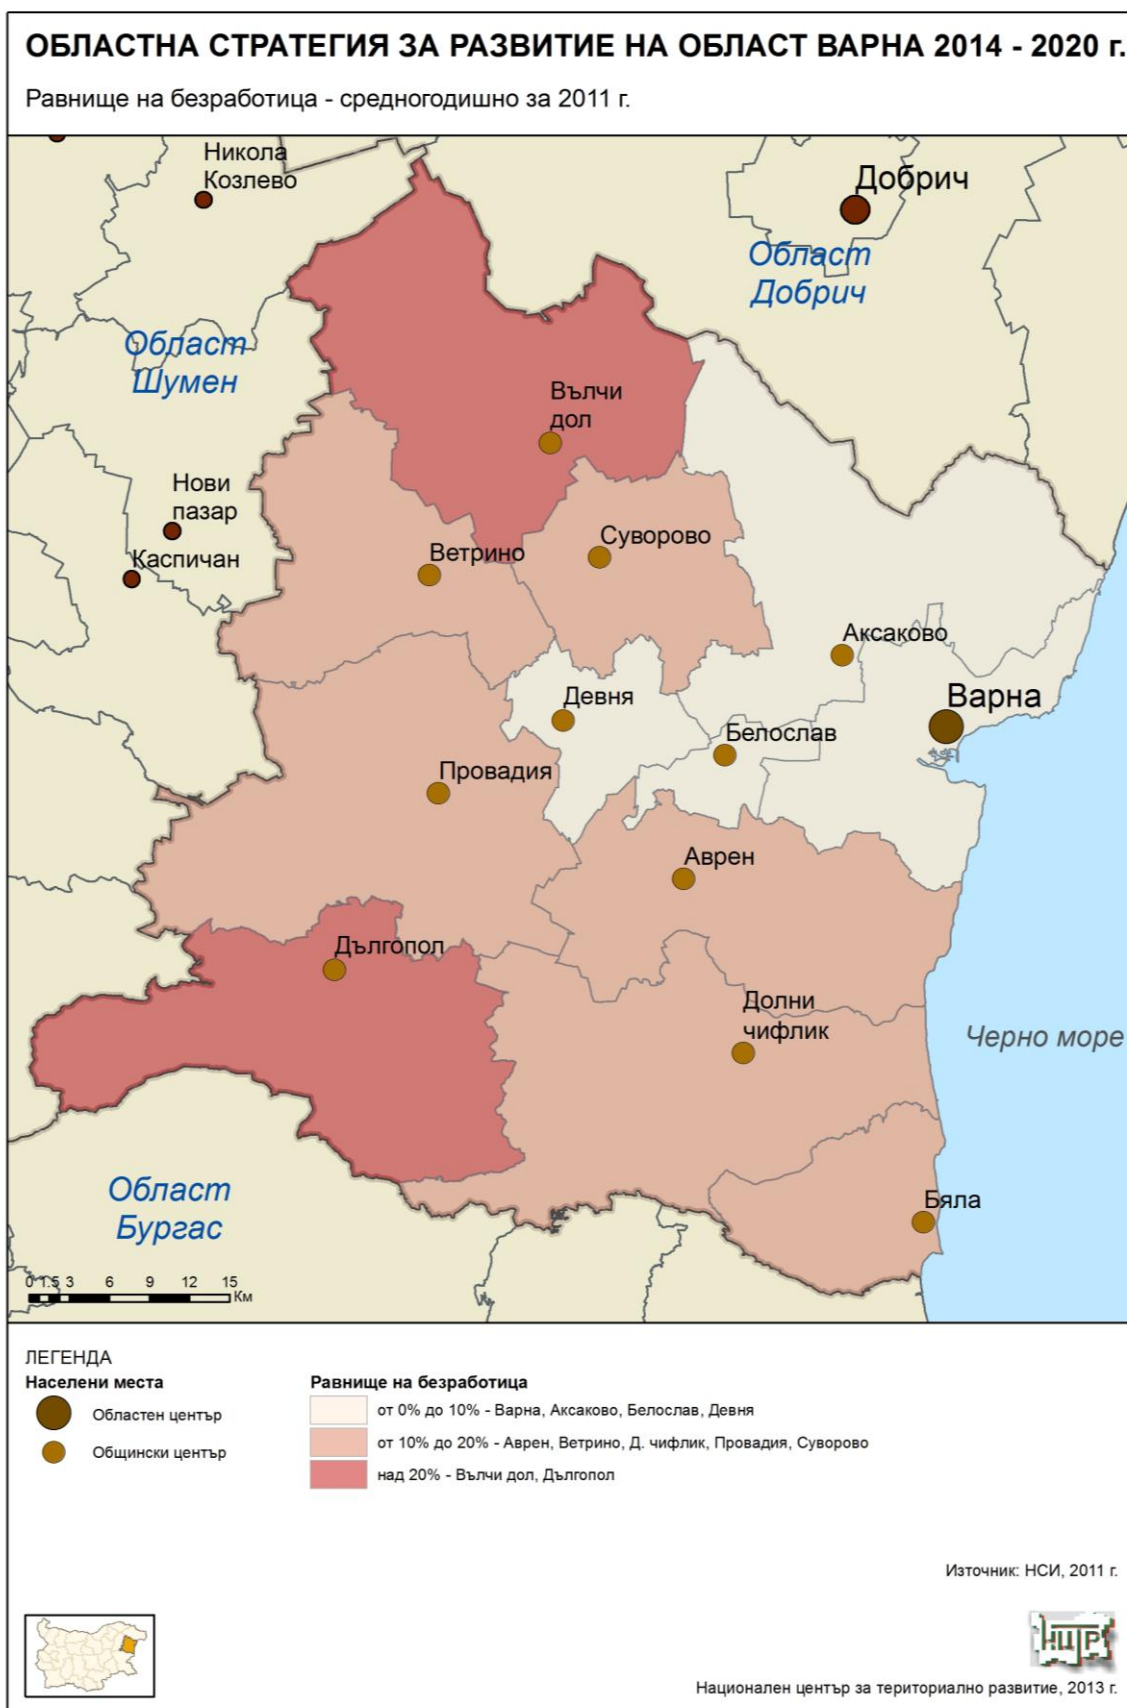 ОБЛАСТНА СТРАТЕГИЯ ЗА РАЗВИТИЕ НА ОБЛАСТ ВАРНА 2014 - 2020 г.
Равнище на безработица - средногодишно за 2011 г.
Никола
Козлево
Добрич
Област
Добрич
Област
Шумен
Вълчи
дол
Нови
пазар
Каспичан
Ветрино
Суворово
Аксаково
Варна
Девня
Белослав
Провадия
Аврен
Дългопол
Долни
чифлик
Черно море
Област
Бургас
Бяла
0 1.5 3 6 9 12 15
Км
ЛЕГЕНДА
Населени места
Областен център
Общински център
Равнище на безработица
от 0% до 10% - Варна, Аксаково, Белослав, Девня
от 10% до 20% - Аврен, Ветрино, Д. чифлик, Провадия, Суворово
над 20% - Вълчи дол, Дългопол
Източник: НСИ, 2011 г.
НЦТР
Национален център за териториално развитие, 2013 г.